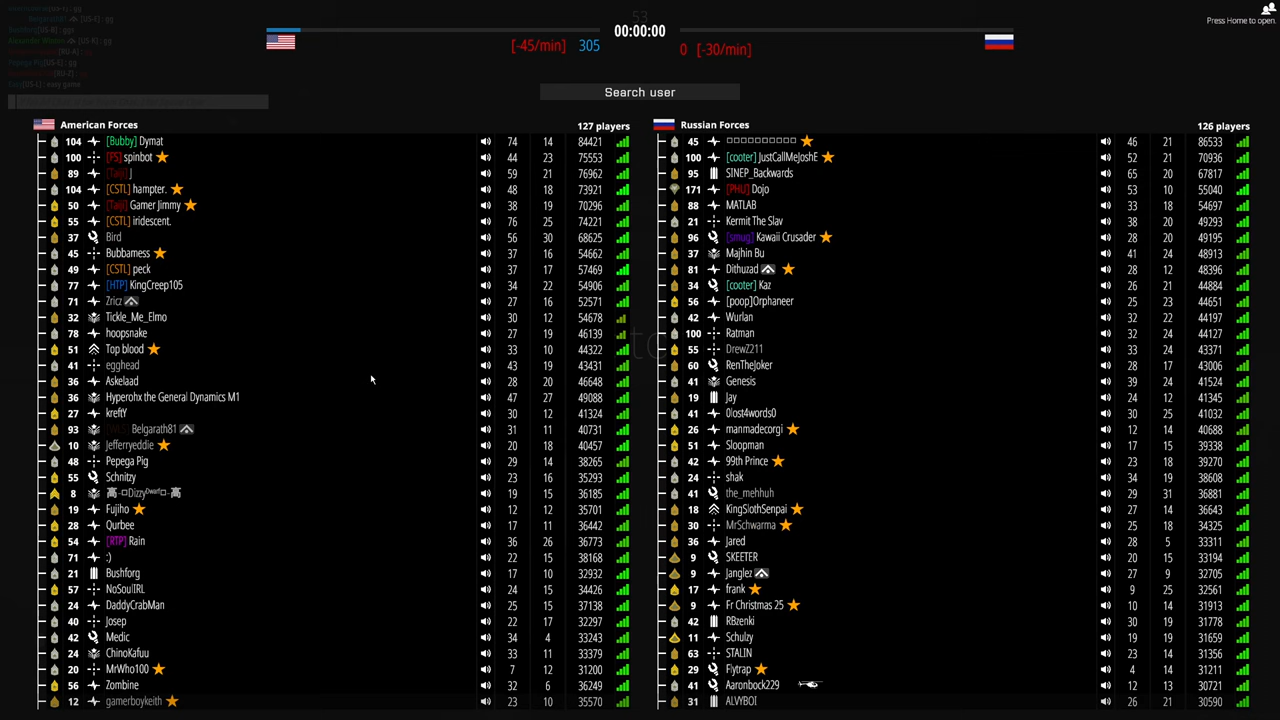 53
Press Home to open.
00:00:00
[-45/min] 305
0 [-30/min]
Search user
American Forces 127 players
104 [Bubby] Dymat 74 14 84421
100 [FS] spinbot 44 23 75553
89 [Taiji] J 59 21 76962
104 [CSTL] hampter. 48 18 73921
50 [Taiji] Gamer Jimmy 38 19 70296
55 [CSTL] iridescent. 76 25 74221
37 Bird 56 30 68625
45 Bubbamess 37 16 54662
49 [CSTL] peck 37 17 57469
77 [HTP] KingCreep105 34 22 54906
71 Zricz 27 16 52571
32 Tickle_Me_Elmo 30 12 54678
78 hoopsnake 27 19 46139
51 Top blood 33 10 44322
41 egghead 43 19 43431
36 Askelaad 28 20 46648
36 Hyperohx the General Dynamics M1 47 27 49088
27 kreftY 30 12 41324
93 Belgarath81 31 11 40731
10 Jefferyeddie 20 18 40457
48 Pepega Pig 29 14 38265
55 Schnitzy 23 16 35293
8 DizzyDwarf 19 15 36185
19 Fujiho 12 12 35701
28 Qurbee 17 11 36442
54 [RTP] Rain 36 26 36773
71 :) 22 15 38168
21 Bushforg 17 10 32932
57 NoSoulIRL 24 15 34426
24 DaddyCrabMan 25 15 37138
40 Josep 22 17 32297
42 Medic 34 4 33243
24 ChinoKafuu 33 11 33379
20 MrWho100 7 12 31200
56 Zombine 32 6 36249
12 gamerboykeith 23 10 35570
Russian Forces 126 players
45 □□□□□□□□□□ 46 21 86533
100 [cooter] JustCallMeJoshE 52 21 70936
95 SINEP_Backwards 65 20 67817
171 [PHU] Dojo 53 10 55040
88 MATLAB 33 18 54697
21 Kermit The Slav 38 20 49293
96 [smug] Kawaii Crusader 28 20 49195
37 Majhin Bu 41 24 48913
81 Dithuzad 28 12 48396
34 [cooter] Kaz 26 21 44884
56 [poop]Orphaneer 25 23 44651
42 Wurlan 32 22 44197
100 Ratman 32 24 44127
55 DrewZ211 33 24 43371
60 RenTheJoker 28 17 43006
41 Genesis 39 24 41524
19 Jay 24 12 41345
41 0lost4words0 30 25 41032
26 manmadecorgi 12 14 40688
51 Sloopman 17 15 39338
42 99th Prince 23 18 39270
24 shak 34 19 38608
41 the_mehhuh 29 31 36881
18 KingSlothSenpai 27 14 36643
30 MrSchwarma 25 18 34325
36 Jared 28 5 33311
9 SKEETER 20 15 33194
9 Janglez 27 9 32705
17 frank 9 25 32561
9 Fr Christmas 25 10 14 31913
42 RBzenki 30 19 31778
11 Schulzy 19 19 31659
63 STALIN 23 14 31356
29 Flytrap 4 14 31211
41 Aaronbock229 12 13 30721
31 ALVYBOI 26 21 30590